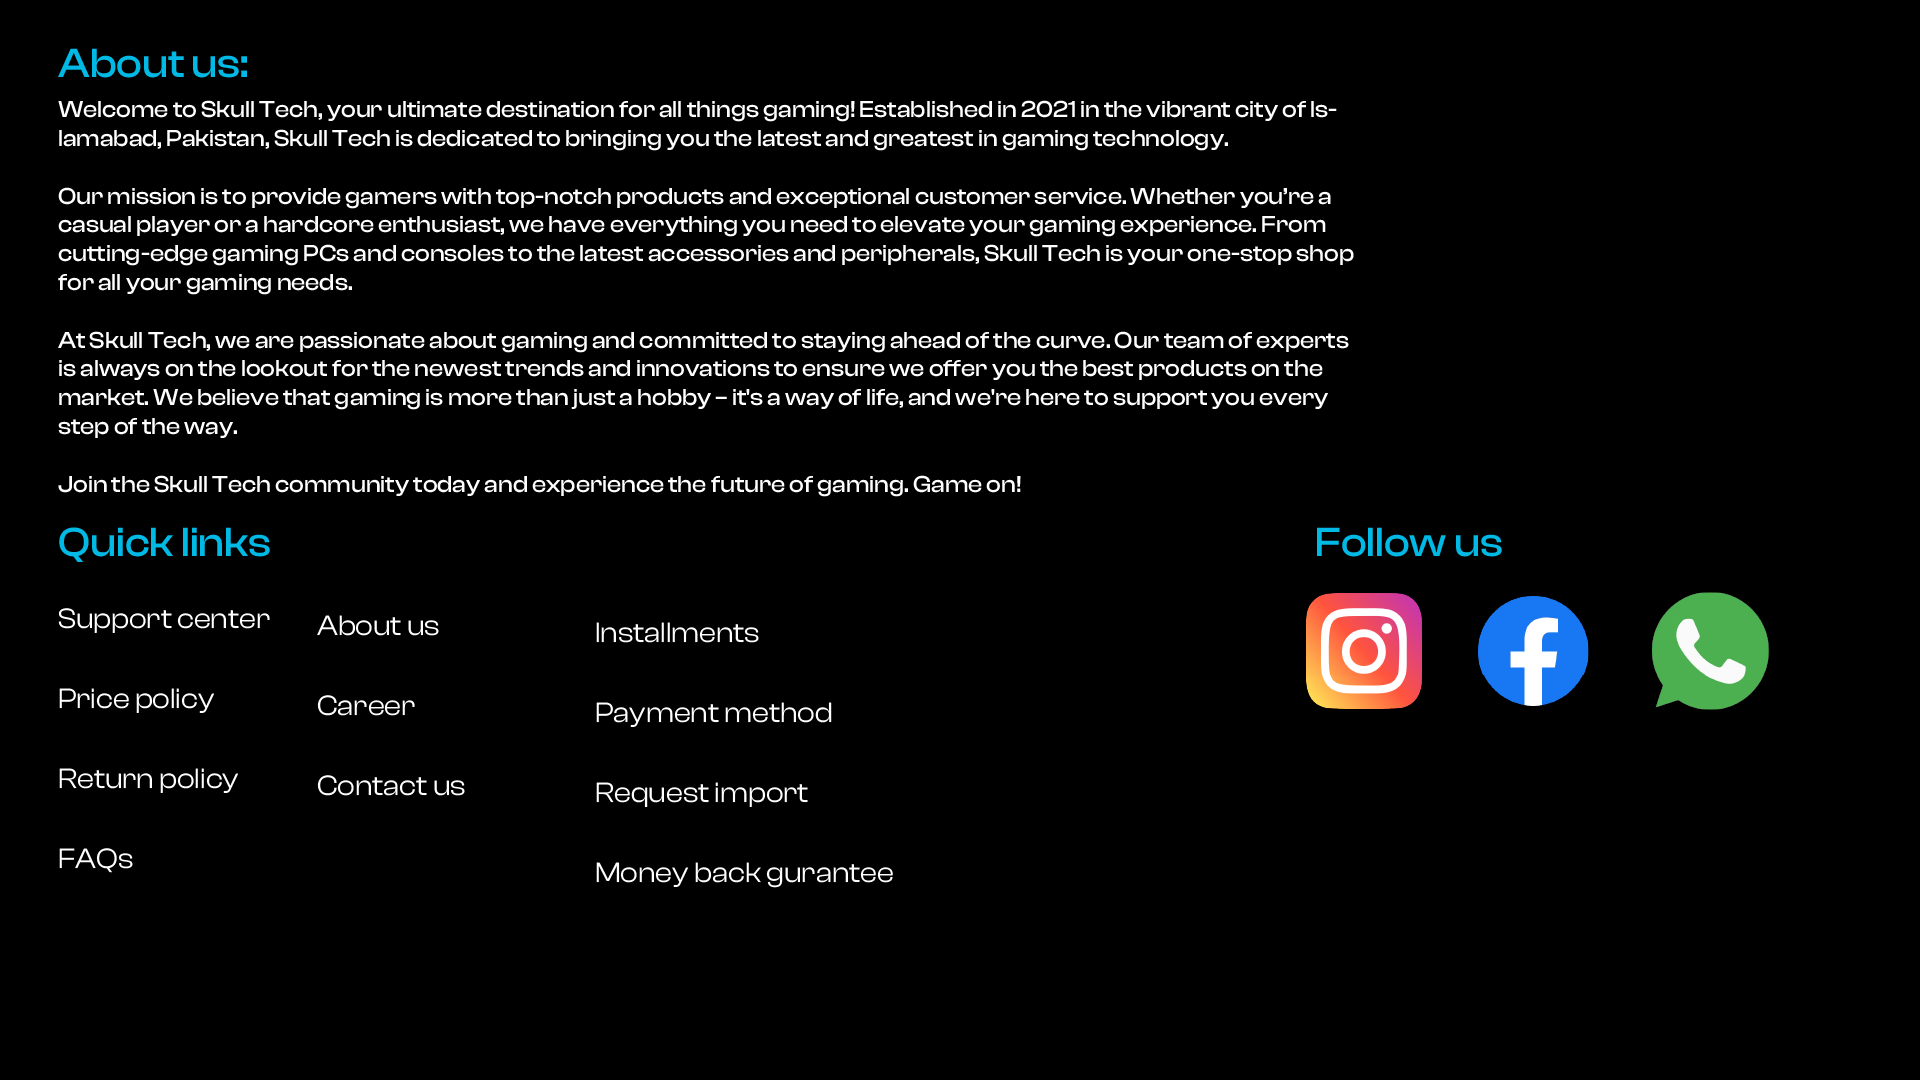 About us:
Welcome to Skull Tech, your ultimate destination for all things gaming! Established in 2021 in the vibrant city of Is-
lamabad, Pakistan, Skull Tech is dedicated to bringing you the latest and greatest in gaming technology.
Our mission is to provide gamers with top-notch products and exceptional customer service. Whether you’re a
casual player or a hardcore enthusiast, we have everything you need to elevate your gaming experience. From
cutting-edge gaming PCs and consoles to the latest accessories and peripherals, Skull Tech is your one-stop shop
for all your gaming needs.
At Skull Tech, we are passionate about gaming and committed to staying ahead of the curve. Our team of experts
is always on the lookout for the newest trends and innovations to ensure we offer you the best products on the
market. We believe that gaming is more than just a hobby – it's a way of life, and we're here to support you every
step of the way.
Join the Skull Tech community today and experience the future of gaming. Game on!
Quick links
Support center
Price policy
Return policy
FAQs
About us
Career
Contact us
Installments
Payment method
Request import
Money back gurantee
Follow us